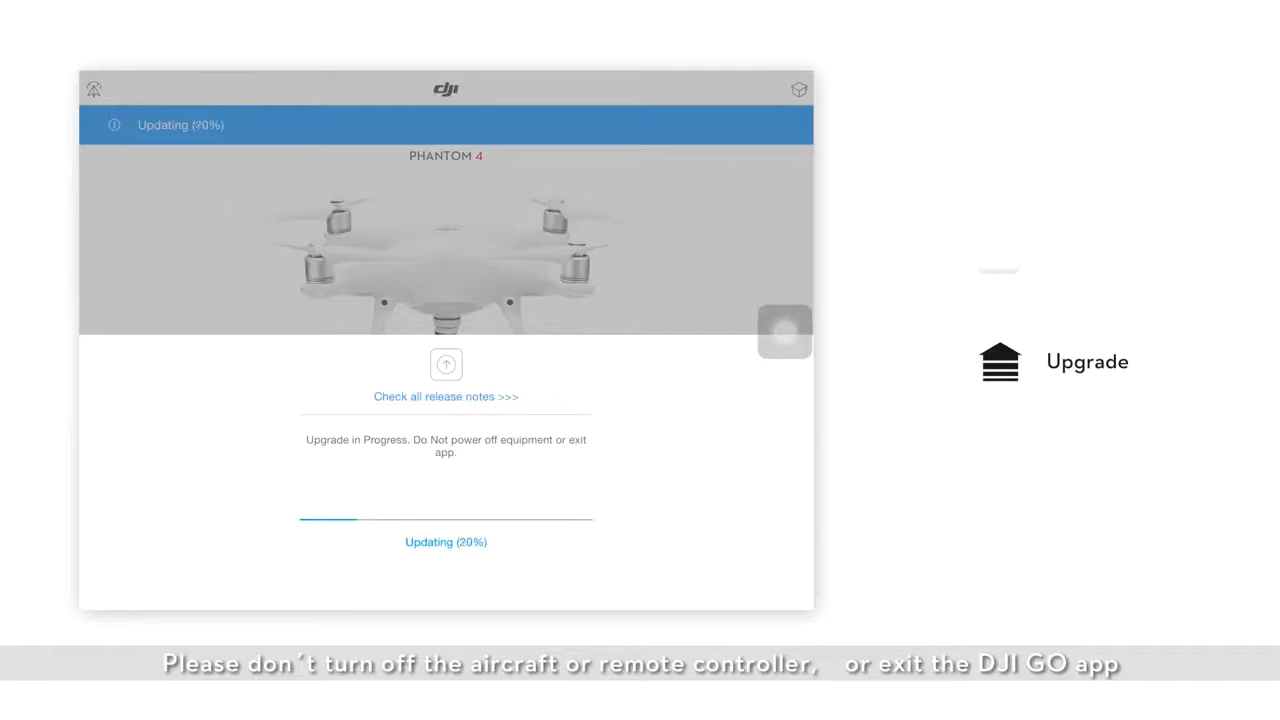 dji
Updating (20%)
PHANTOM 4
Check all release notes >>>
Upgrade in Progress. Do Not power off equipment or exit
app.
Updating (20%)
Upgrade
Please don´t turn off the aircraft or remote controller, or exit the DJI GO app